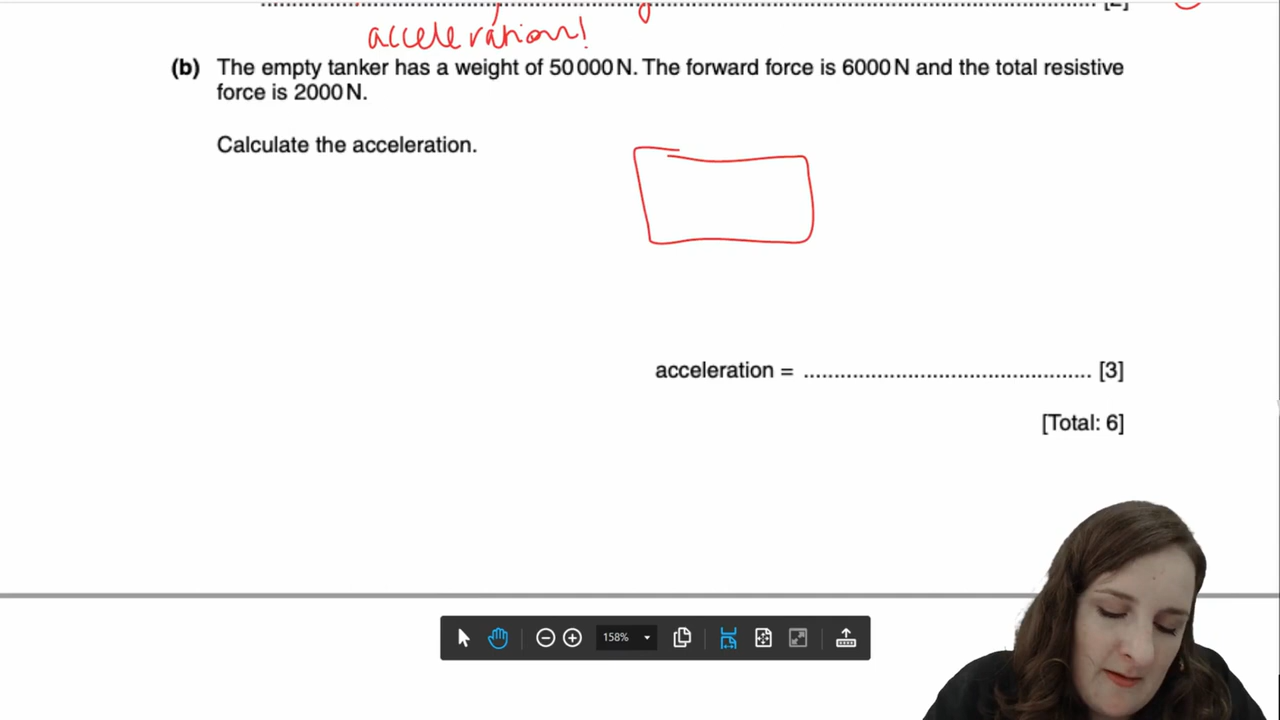 [2]
acceleration!
(b) The empty tanker has a weight of 50 000 N. The forward force is 6000 N and the total resistive
force is 2000 N.
Calculate the acceleration.
acceleration = ................................................ [3]
[Total: 6]
158%